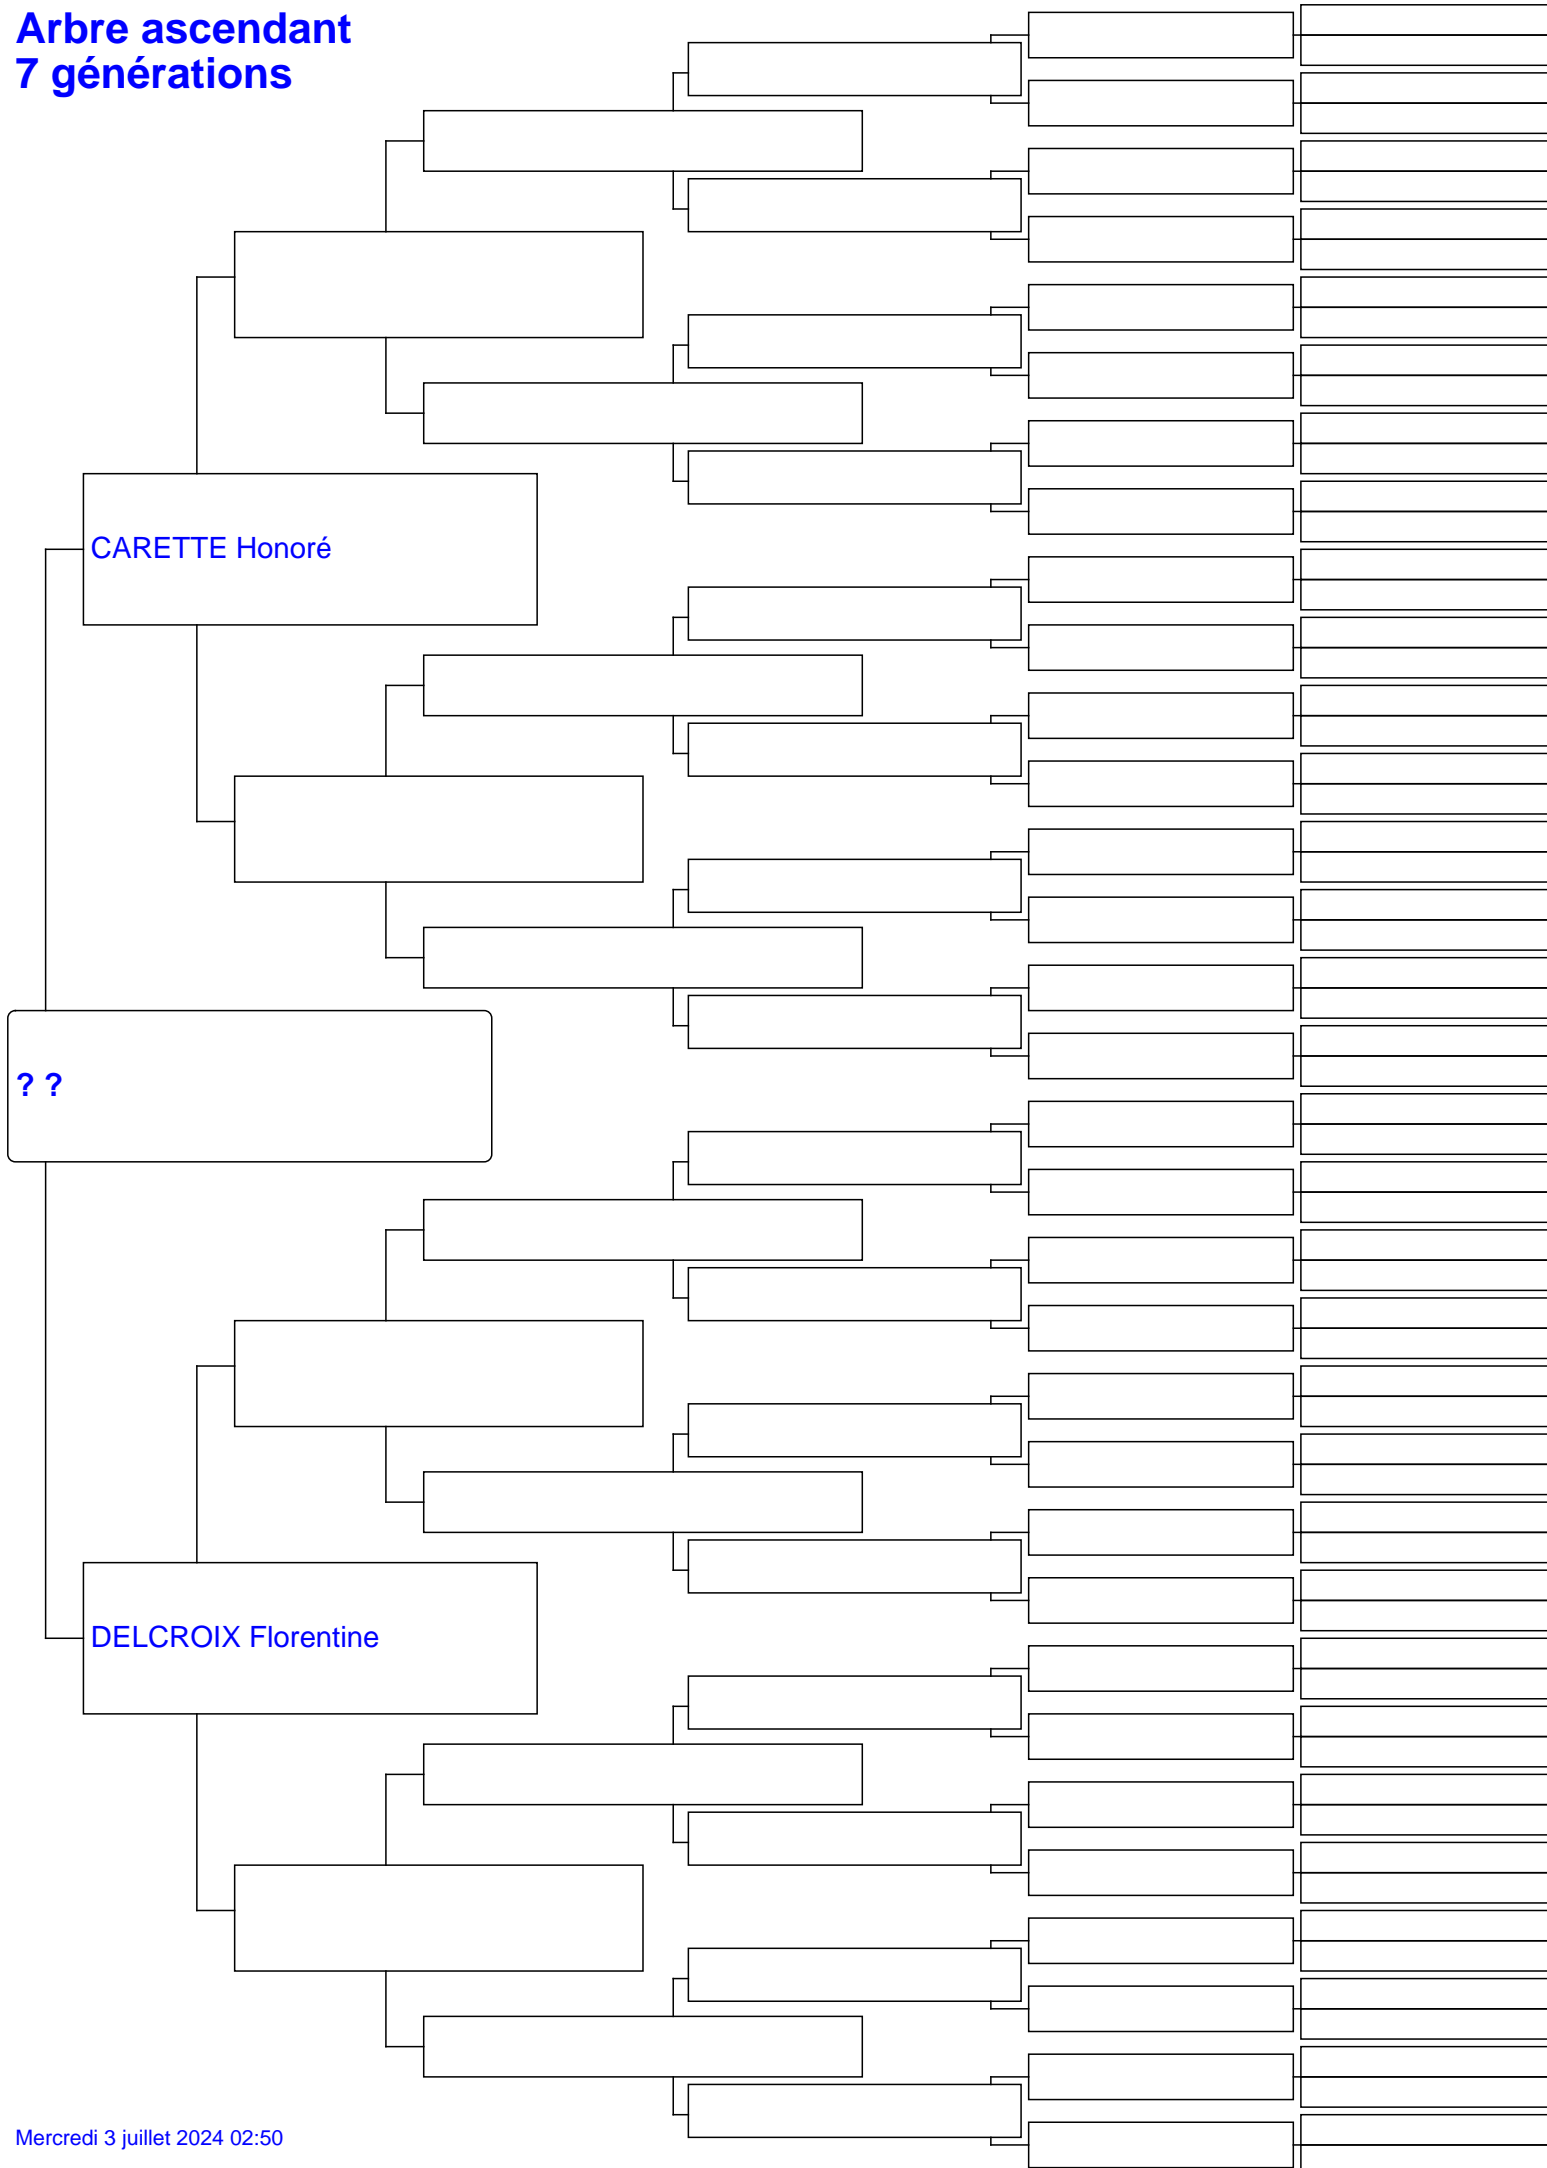 Arbre ascendant
7 générations
CARETTE Honoré
? ?
DELCROIX Florentine
Mercredi 3 juillet 2024 02:50